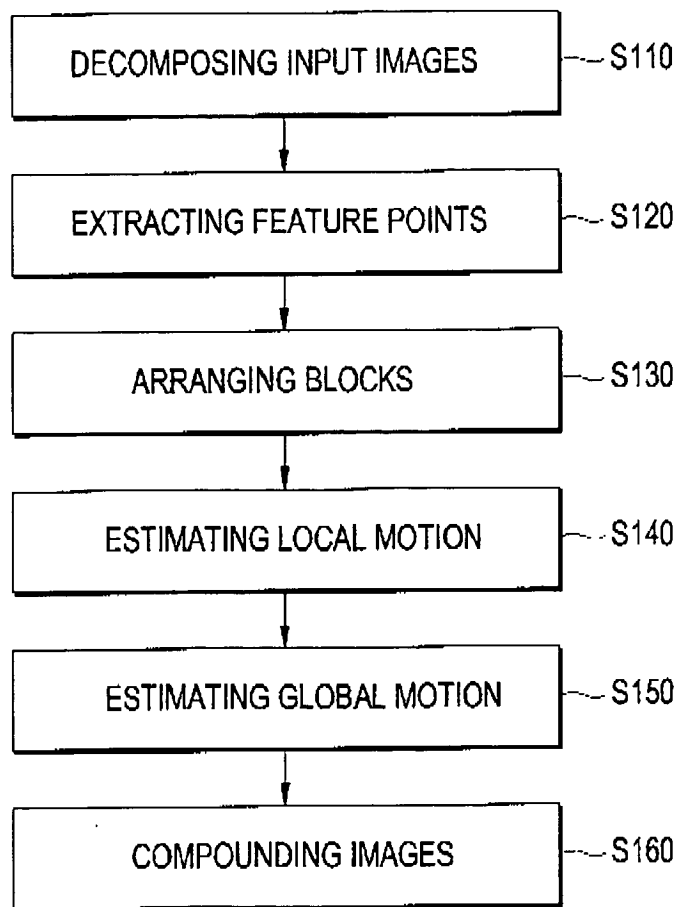 DECOMPOSING INPUT IMAGES S110
EXTRACTING FEATURE POINTS S120
ARRANGING BLOCKS S130
ESTIMATING LOCAL MOTION S140
ESTIMATING GLOBAL MOTION S150
COMPOUNDING IMAGES S160